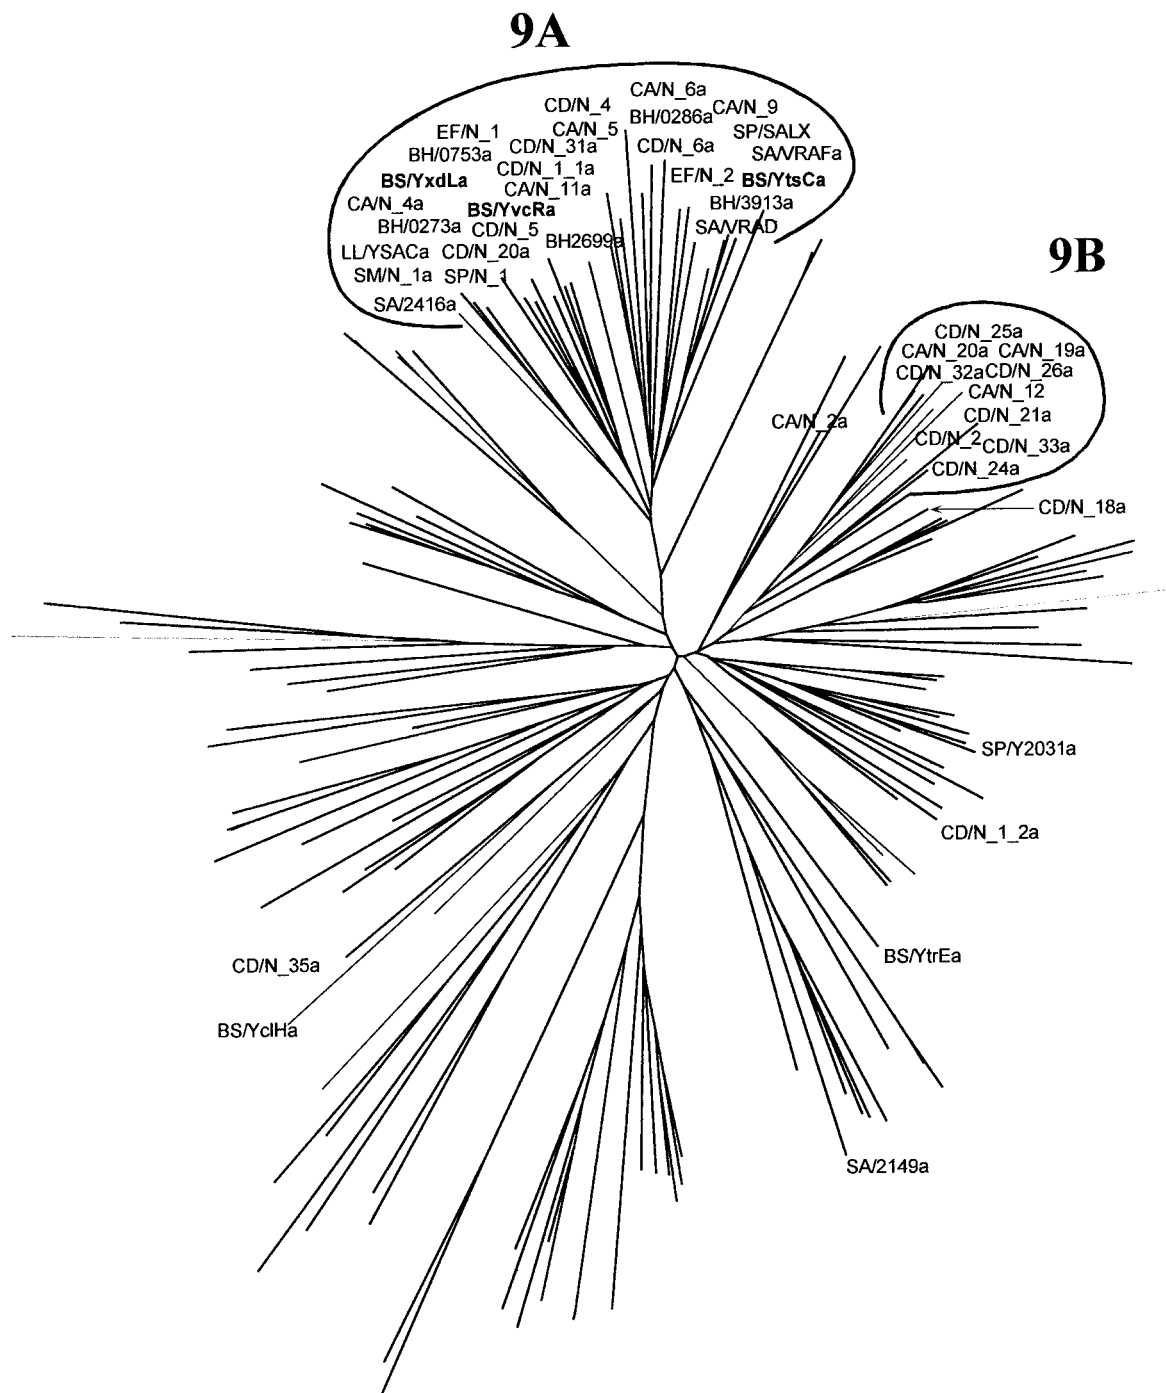 9A
CA/N_6a
CD/N_4
CA/N_9
BH/0286a
EF/N_1
CA/N_5
SP/SALX
BH/0753a
CD/N_31a
CD/N_6a
SA/VRAFa
CD/N_1_1a
BS/YxdLa
CA/N_11a
EF/N_2
BS/YtsCa
CA/N_4a
BS/YvcRa
BH/3913a
BH/0273a
CD/N_5
SA/VRAD
BH2699a
LL/YSACa
CD/N_20a
9B
SM/N_1a
SP/N_1
SA/2416a
CD/N_25a
CA/N_20a
CA/N_19a
CD/N_32a
CD/N_26a
CA/N_12
CA/N_2a
CD/N_21a
CD/N_2
CD/N_33a
CD/N_24a
CD/N_18a
SP/Y2031a
CD/N_1_2a
BS/YtrEa
CD/N_35a
BS/YclHa
SA/2149a